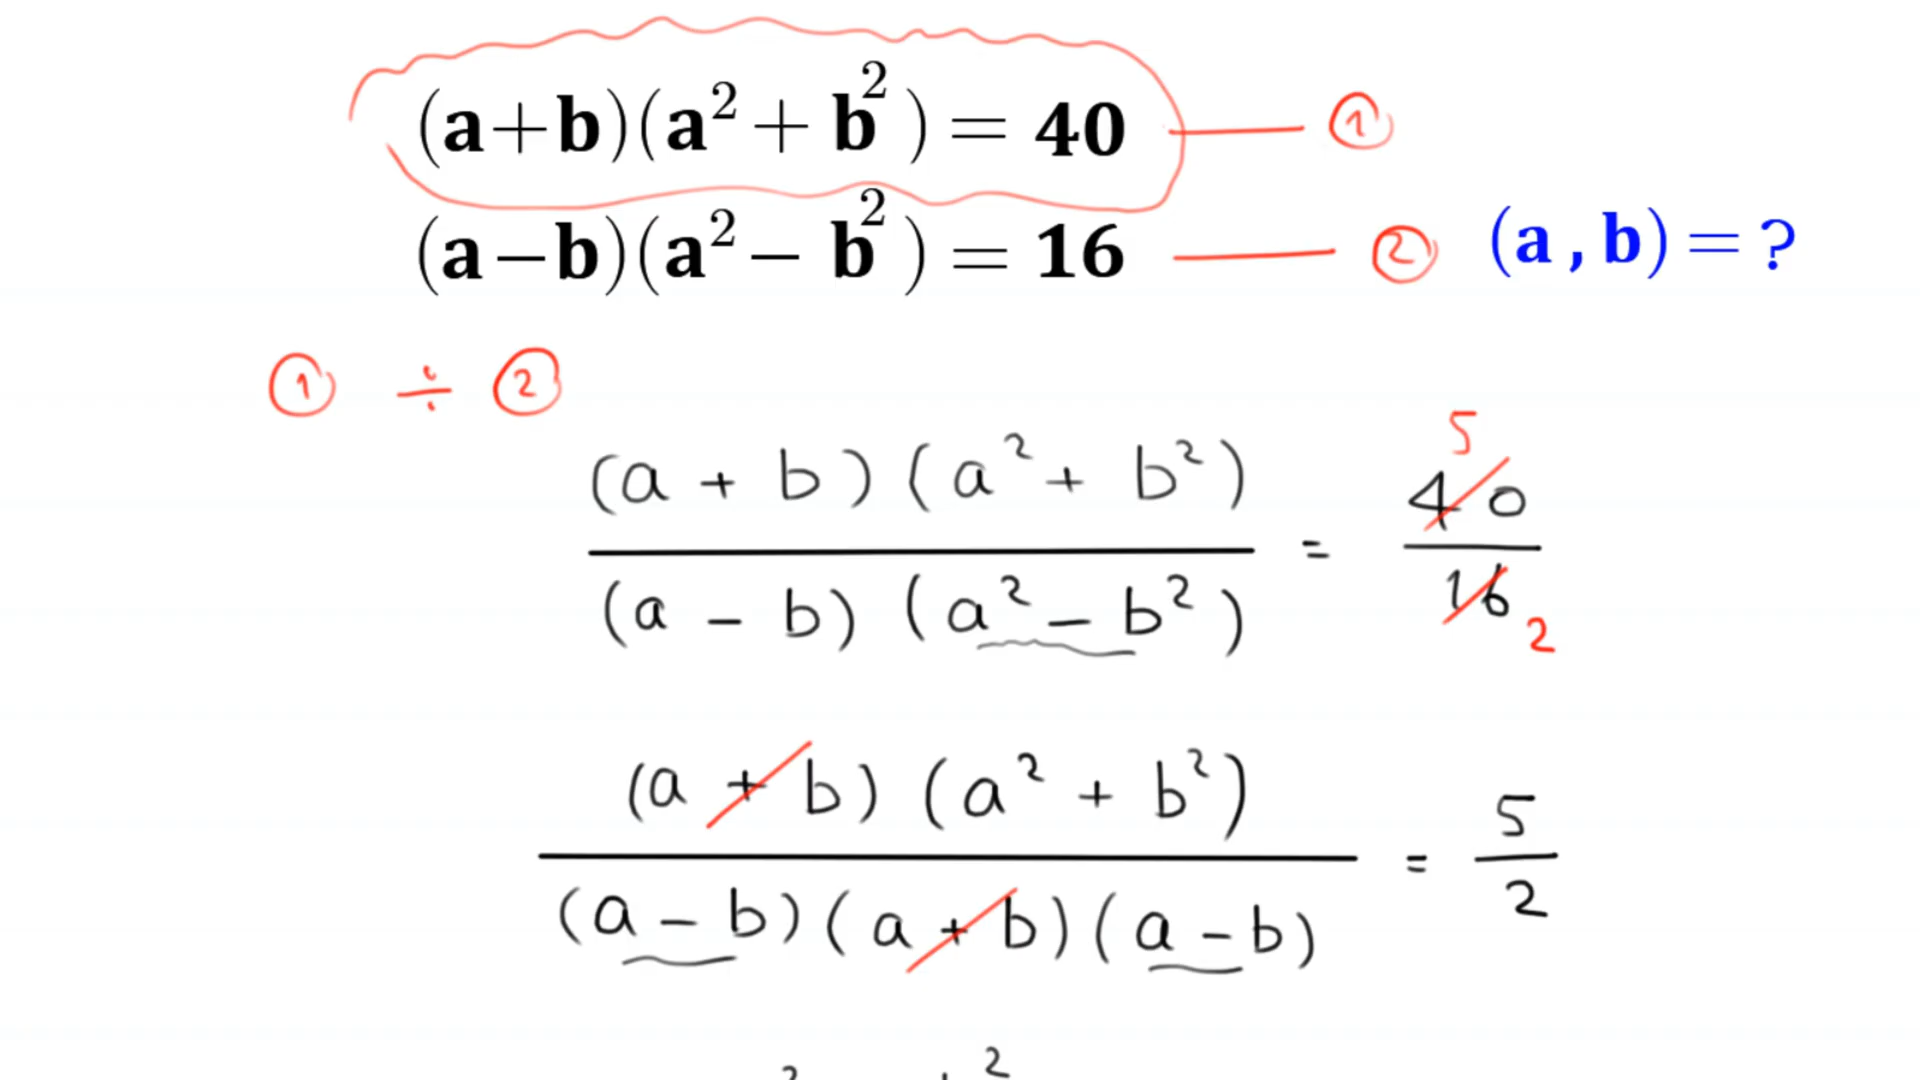 (a+b)(a² + b²) = 40 —— ①
(a−b)(a² − b²) = 16 —— ②
(a , b) = ?
① ÷ ②
(a + b) (a² + b²)
(a − b) (a² − b²)
=
5
40
16
2
(a + b) (a² + b²)
(a − b) (a + b) (a − b)
=
5
2